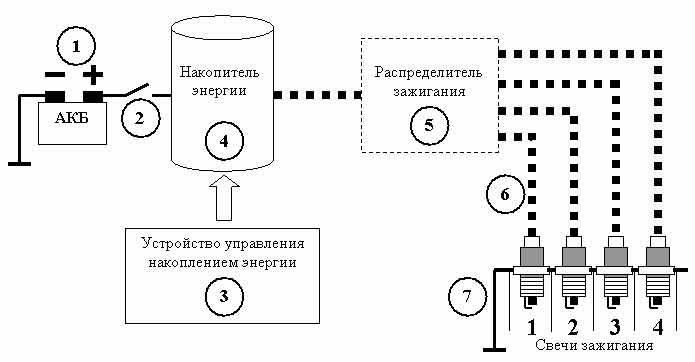 1
− +
АКБ
2
Накопитель
энергии
4
Распределитель
зажигания
5
6
Устройство управления
накоплением энергии
3
7
1 2 3 4
Свечи зажигания